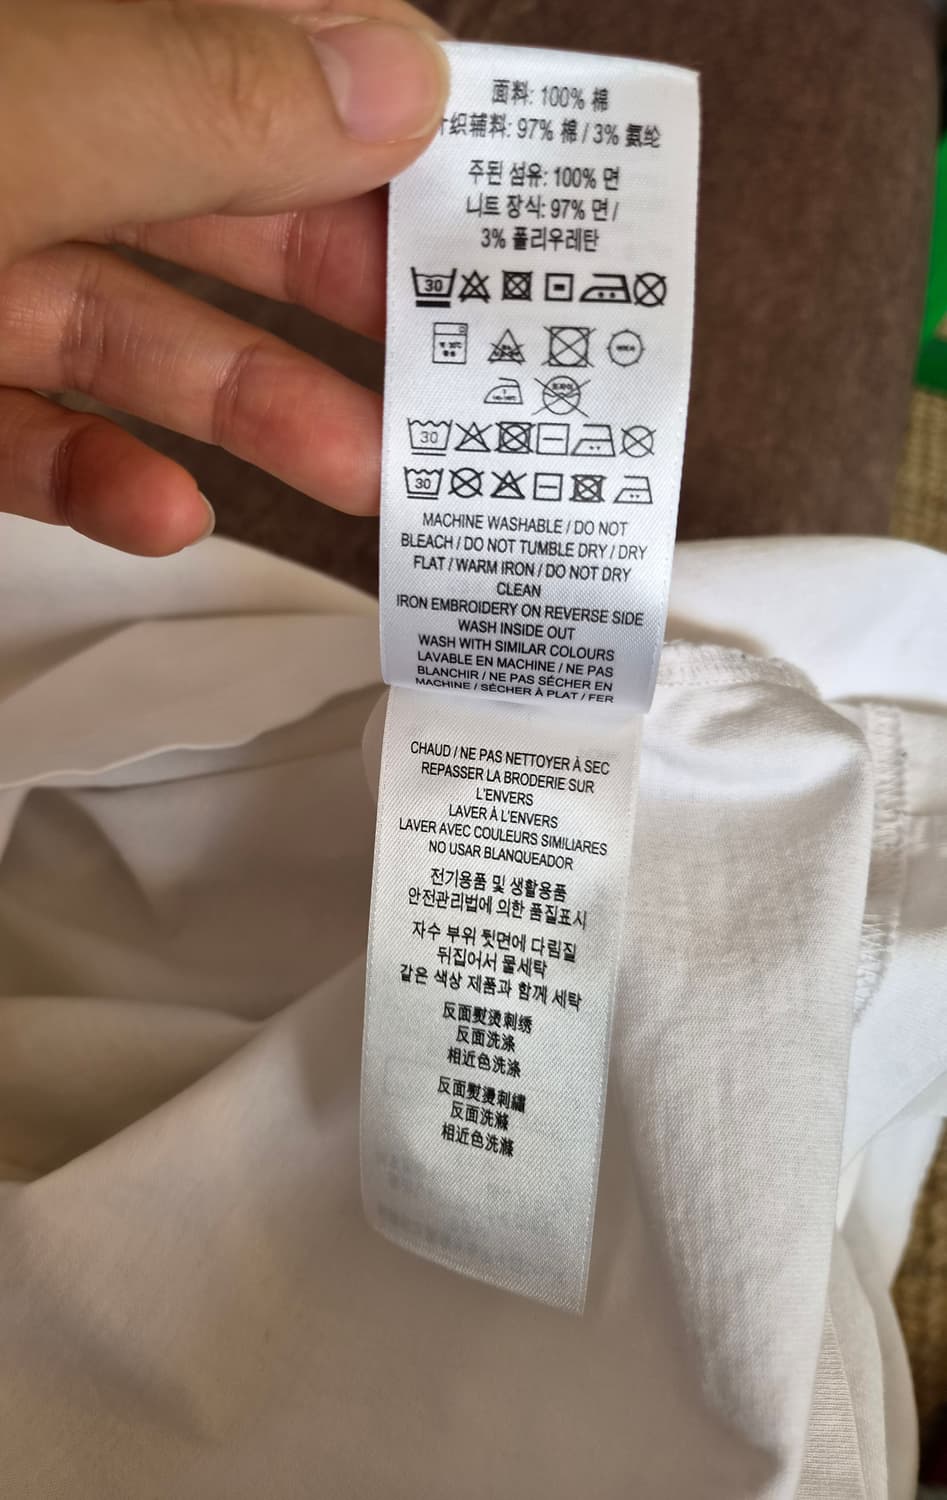 面料: 100% 棉
织辅料: 97% 棉 / 3% 氨纶
주된 섬유: 100% 면
니트 장식: 97% 면 /
3% 폴리우레탄
30
30
30
MACHINE WASHABLE / DO NOT
BLEACH / DO NOT TUMBLE DRY / DRY
FLAT / WARM IRON / DO NOT DRY
CLEAN
IRON EMBROIDERY ON REVERSE SIDE
WASH INSIDE OUT
WASH WITH SIMILAR COLOURS
LAVABLE EN MACHINE / NE PAS
BLANCHIR / NE PAS SÉCHER EN
MACHINE / SÉCHER À PLAT / FER
CHAUD / NE PAS NETTOYER À SEC
REPASSER LA BRODERIE SUR
L'ENVERS
LAVER À L'ENVERS
LAVER AVEC COULEURS SIMILIARES
NO USAR BLANQUEADOR
전기용품 및 생활용품
안전관리법에 의한 품질표시
자수 부위 뒷면에 다림질
뒤집어서 물세탁
같은 색상 제품과 함께 세탁
反面熨烫刺绣
反面洗涤
相近色洗涤
反面熨燙刺繡
反面洗滌
相近色洗滌